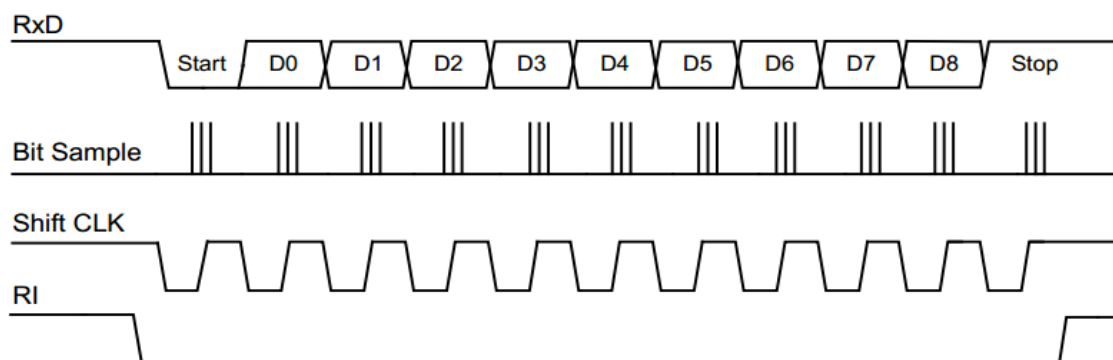 RxD
Start D0 D1 D2 D3 D4 D5 D6 D7 D8 Stop
Bit Sample
Shift CLK
RI